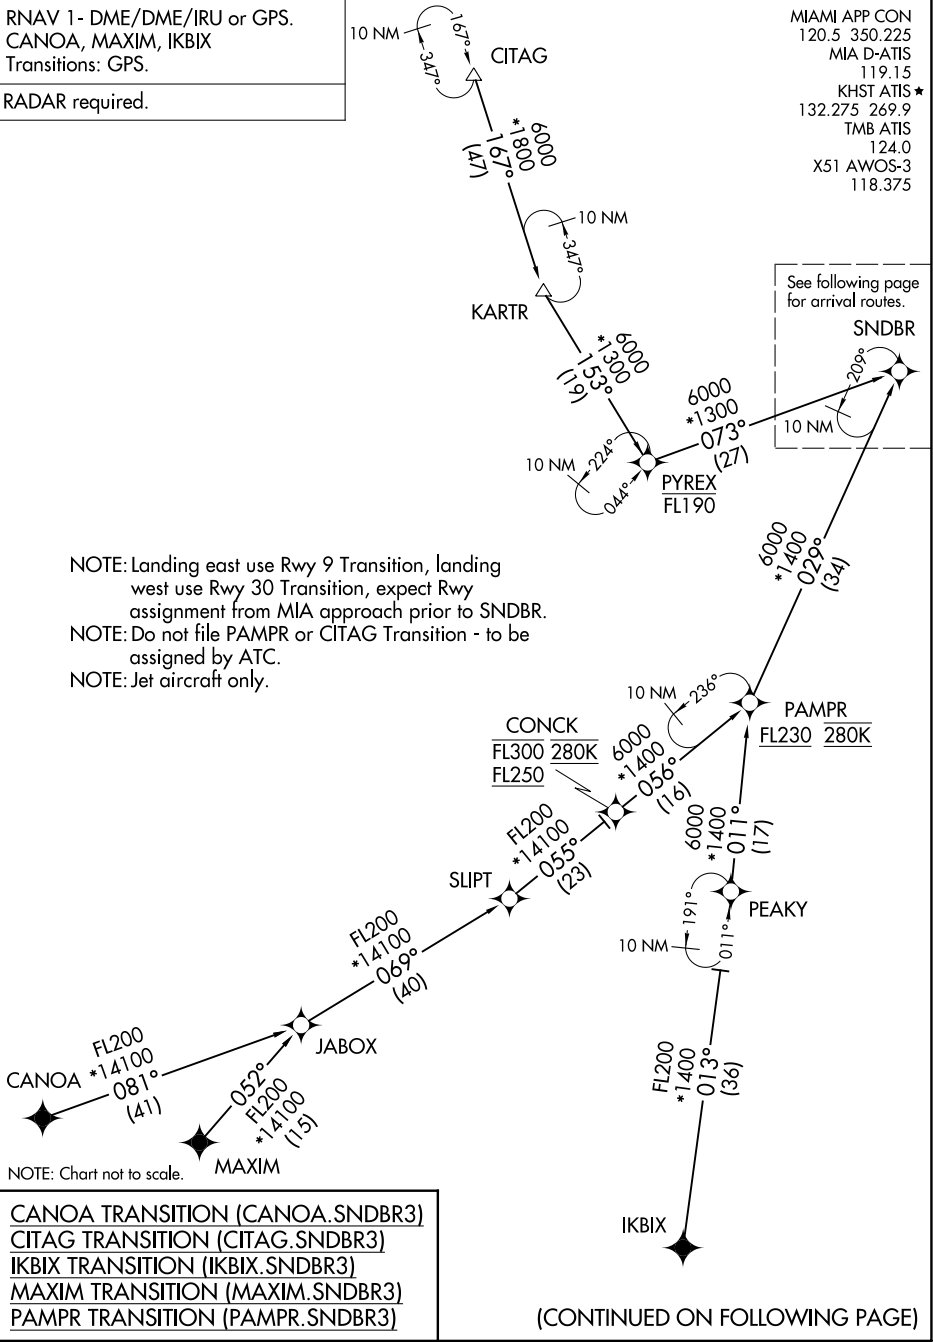 RNAV 1- DME/DME/IRU or GPS.
CANOA, MAXIM, IKBIX
Transitions: GPS.
RADAR required.
MIAMI APP CON
120.5 350.225
MIA D-ATIS
119.15
KHST ATIS ★
132.275 269.9
TMB ATIS
124.0
X51 AWOS-3
118.375
10 NM
167°
347°
CITAG
6000
*1800
167°
(47)
10 NM
347°
KARTR
6000
*1300
153°
(19)
See following page
for arrival routes.
SNDBR
209°
10 NM
6000
*1300
073°
(27)
10 NM
224°
044°
PYREX
FL190
6000
*1400
029°
(34)
NOTE: Landing east use Rwy 9 Transition, landing
west use Rwy 30 Transition, expect Rwy
assignment from MIA approach prior to SNDBR.
NOTE: Do not file PAMPR or CITAG Transition - to be
assigned by ATC.
NOTE: Jet aircraft only.
10 NM
236°
PAMPR
FL230 280K
CONCK
FL300 280K
FL250
6000
*1400
056°
(16)
6000
*1400
011°
(17)
FL200
*14100
055°
(23)
SLIPT
PEAKY
191°
011°
10 NM
FL200
*14100
069°
(40)
JABOX
FL200
*14100
081°
(41)
CANOA
052°
FL200
*14100
(15)
MAXIM
FL200
*1400
013°
(36)
IKBIX
NOTE: Chart not to scale.
CANOA TRANSITION (CANOA.SNDBR3)
CITAG TRANSITION (CITAG.SNDBR3)
IKBIX TRANSITION (IKBIX.SNDBR3)
MAXIM TRANSITION (MAXIM.SNDBR3)
PAMPR TRANSITION (PAMPR.SNDBR3)
(CONTINUED ON FOLLOWING PAGE)